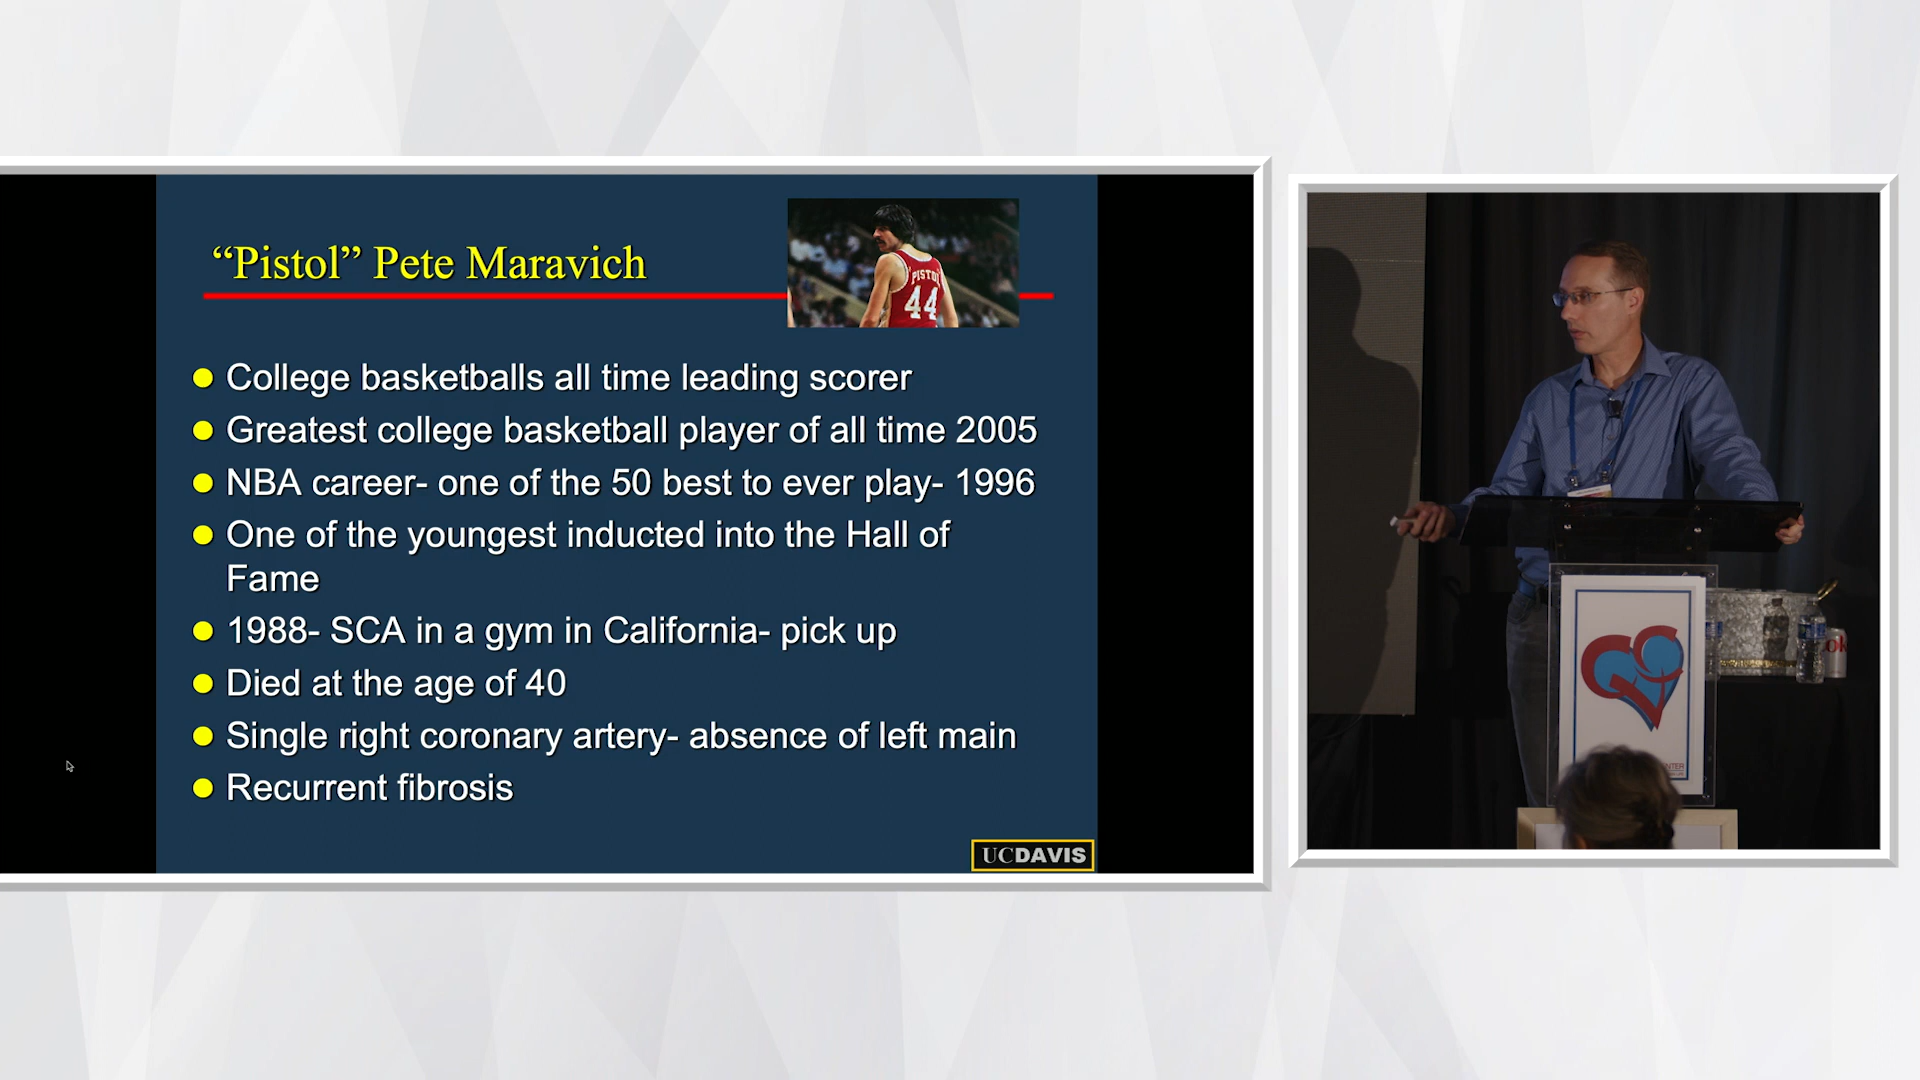 “Pistol” Pete Maravich
PISTOL
44
College basketballs all time leading scorer
Greatest college basketball player of all time 2005
NBA career- one of the 50 best to ever play- 1996
One of the youngest inducted into the Hall of
Fame
1988- SCA in a gym in California- pick up
Died at the age of 40
Single right coronary artery- absence of left main
Recurrent fibrosis
UCDAVIS